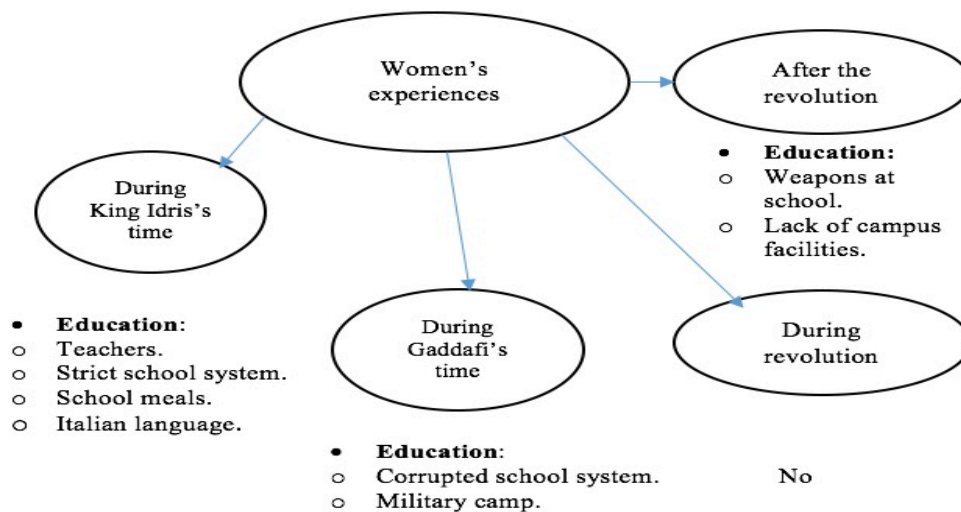 Women's
experiences
After the
revolution
• Education:
○ Weapons at
school.
○ Lack of campus
facilities.
During
King Idris's
time
• Education:
○ Teachers.
○ Strict school system.
○ School meals.
○ Italian language.
During
Gaddafi's
time
• Education:
○ Corrupted school system.
○ Military camp.
During
revolution
No